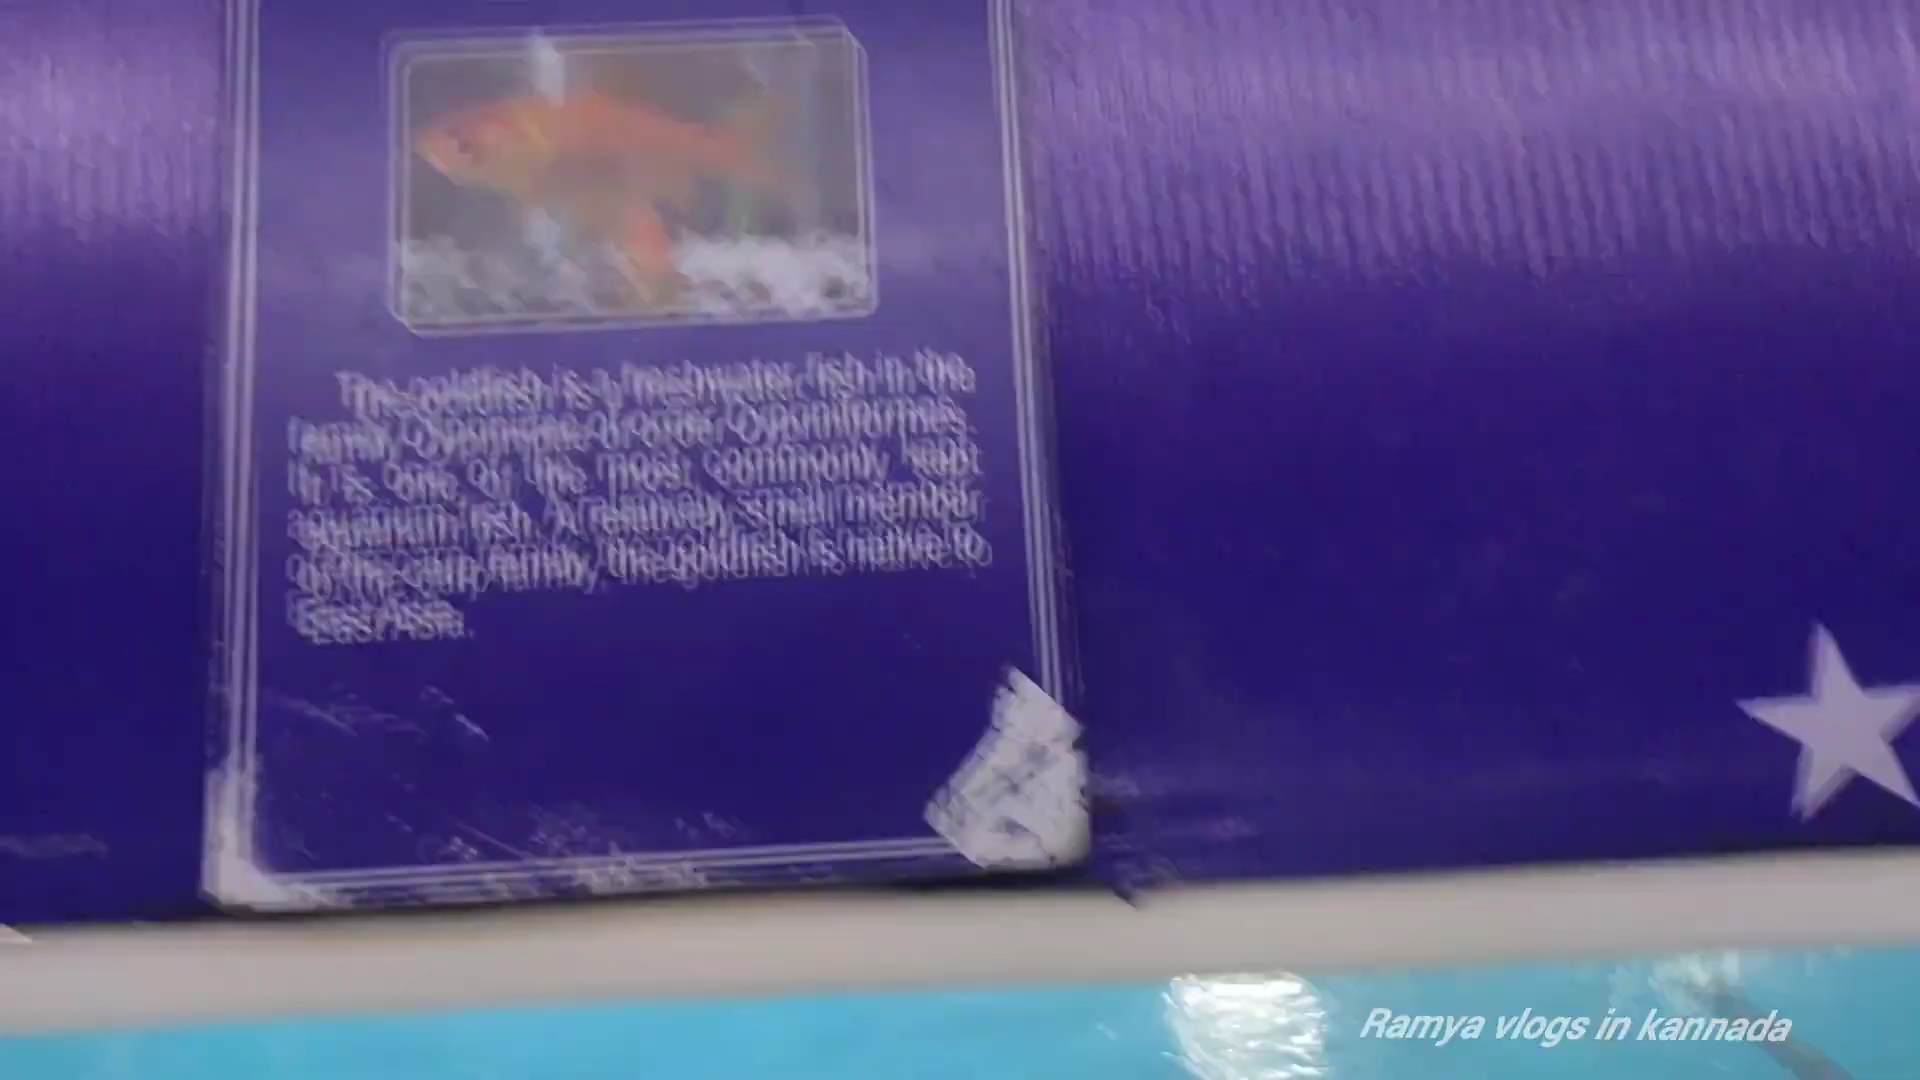 The goldfish is a freshwater fish in the
family Cyprinidae of order Cypriniformes.
It is one of the most commonly kept
aquarium fish. A relatively small member
of the carp family, the goldfish is native to
East Asia.
Ramya vlogs in kannada